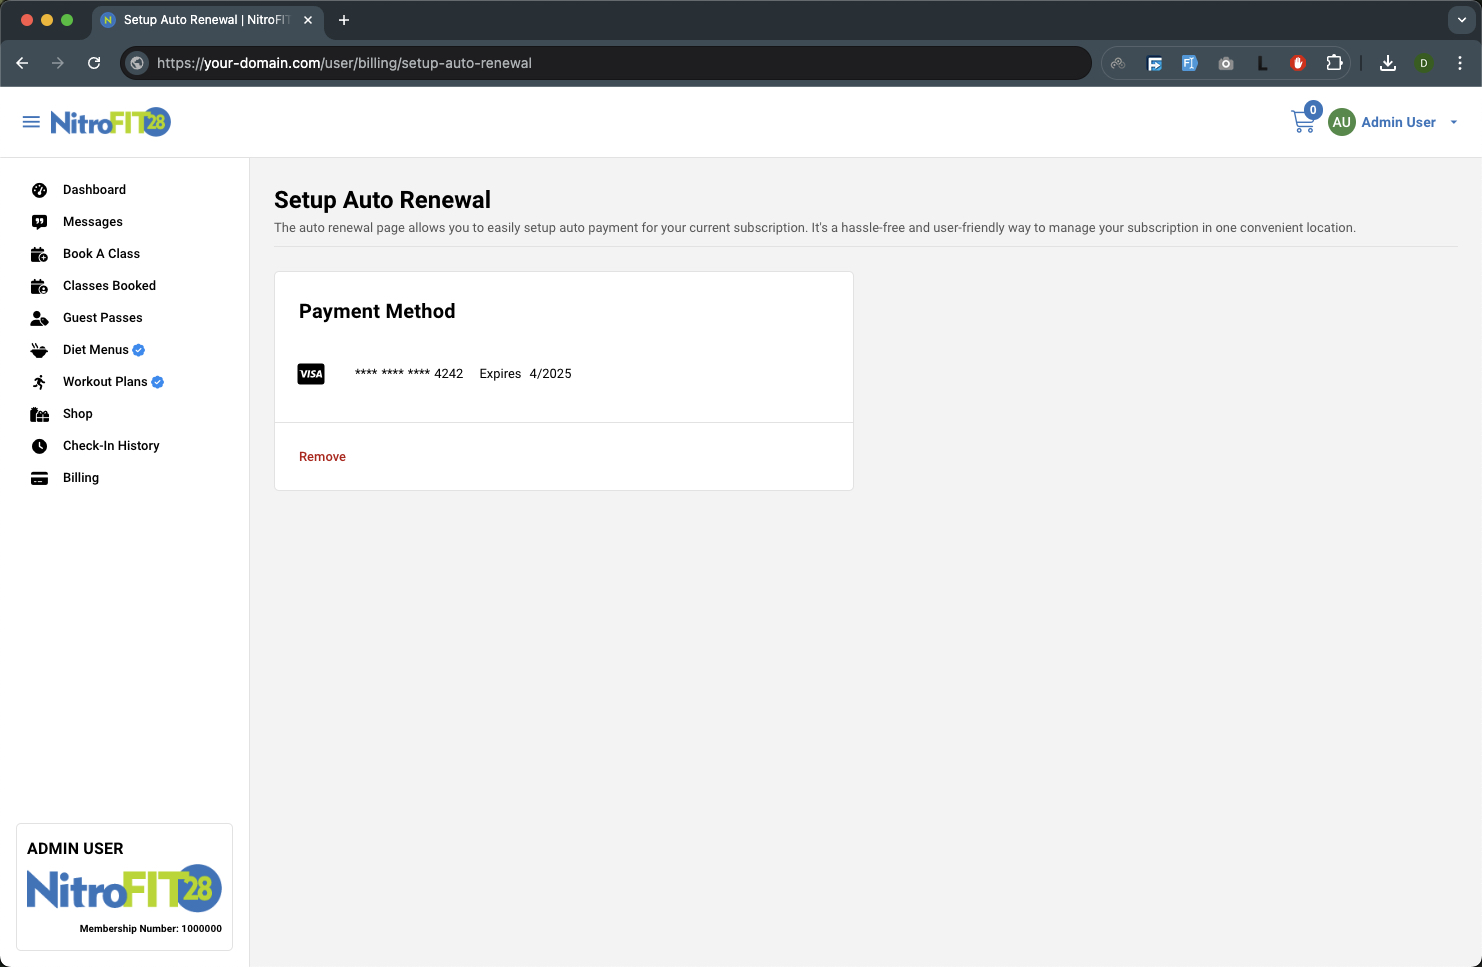 Setup Auto Renewal | NitroFIT
https://your-domain.com/user/billing/setup-auto-renewal
D
NitroFIT28
0
AU Admin User
Dashboard
Messages
Book A Class
Classes Booked
Guest Passes
Diet Menus
Workout Plans
Shop
Check-In History
Billing
Setup Auto Renewal
The auto renewal page allows you to easily setup auto payment for your current subscription. It's a hassle-free and user-friendly way to manage your subscription in one convenient location.
Payment Method
VISA **** **** **** 4242 Expires 4/2025
Remove
ADMIN USER
NitroFIT28
Membership Number: 1000000